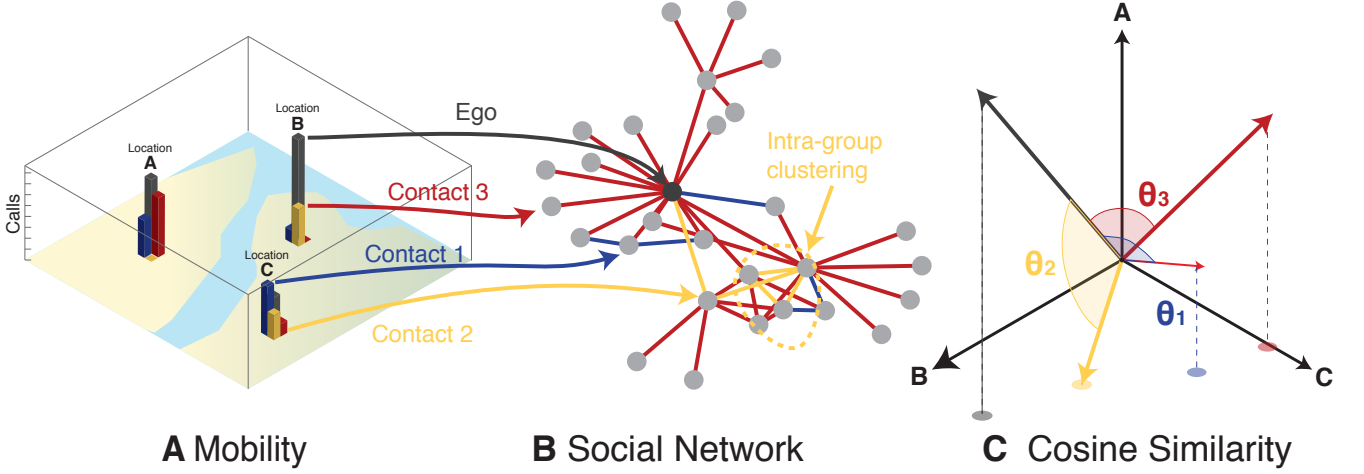 Calls
Location
A
Location
B
Location
C
Ego
Contact 3
Contact 1
Contact 2
A Mobility
Intra-group
clustering
B Social Network
A
B
C
θ3
θ2
θ1
C Cosine Similarity